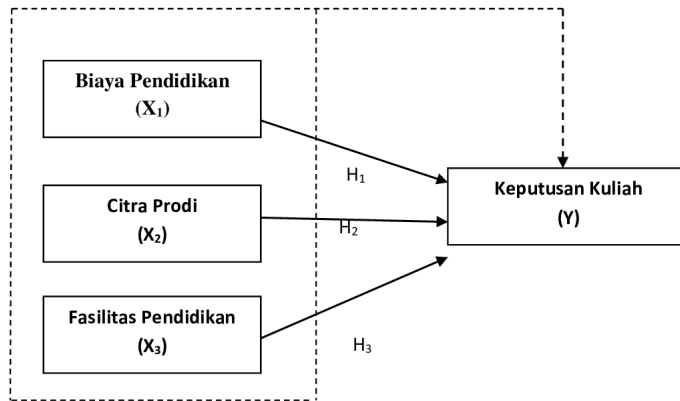 Biaya Pendidikan
(X₁)
H₁
Keputusan Kuliah
(Y)
Citra Prodi
(X₂)
H₂
Fasilitas Pendidikan
(X₃)
H₃